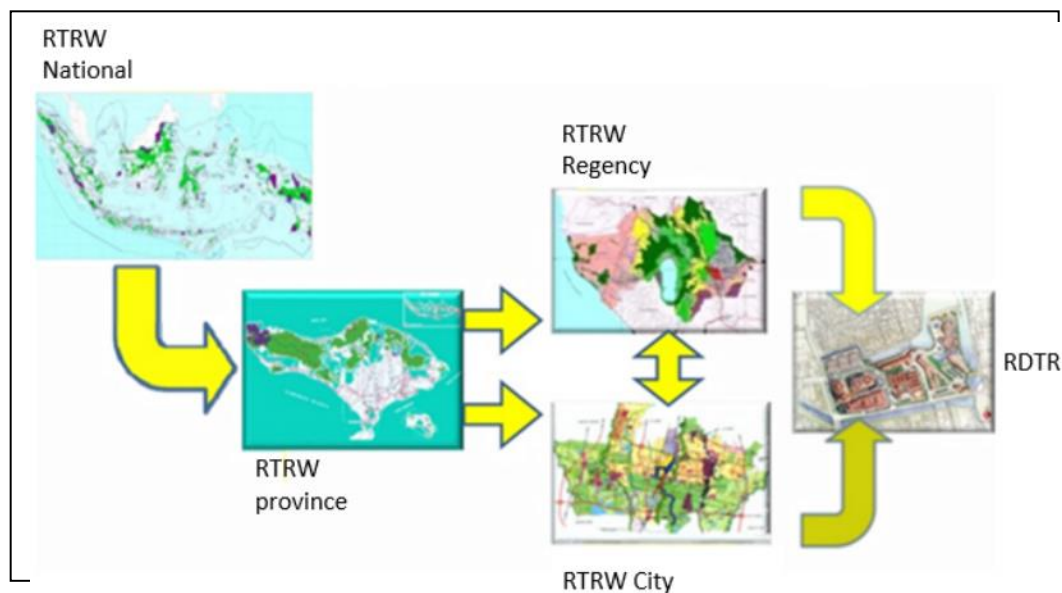 RTRW
National
RTRW
Regency
RDTR
RTRW
province
RTRW City